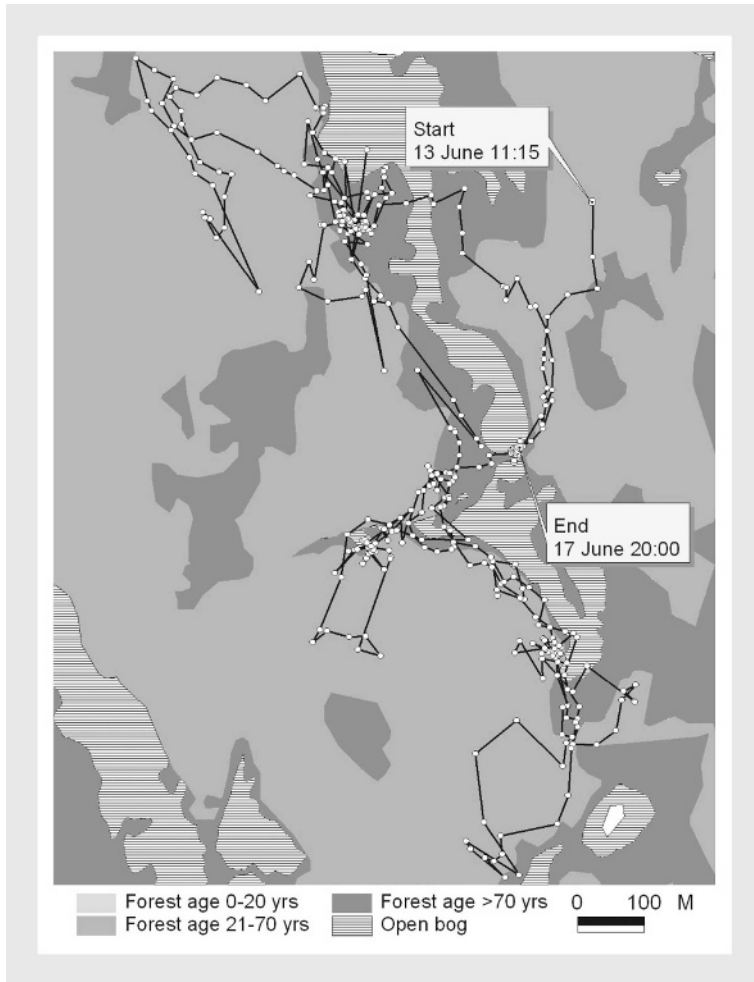 Start
13 June 11:15
End
17 June 20:00
Forest age 0-20 yrs
Forest age >70 yrs
0 100 M
Forest age 21-70 yrs
Open bog